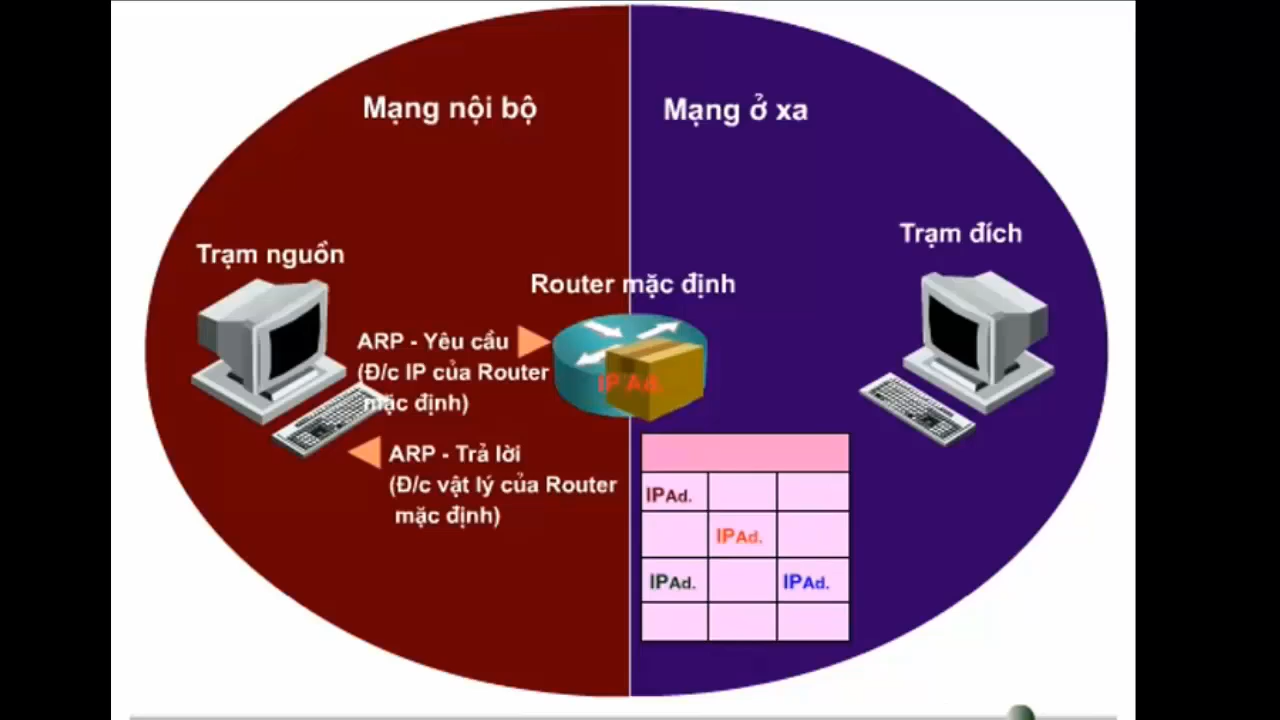 Mạng nội bộ
Mạng ở xa
Trạm nguồn
Trạm đích
Router mặc định
ARP - Yêu cầu
(Đ/c IP của Router
mặc định)
IP Ad.
ARP - Trả lời
(Đ/c vật lý của Router
mặc định)
IPAd.
IPAd.
IPAd.
IPAd.